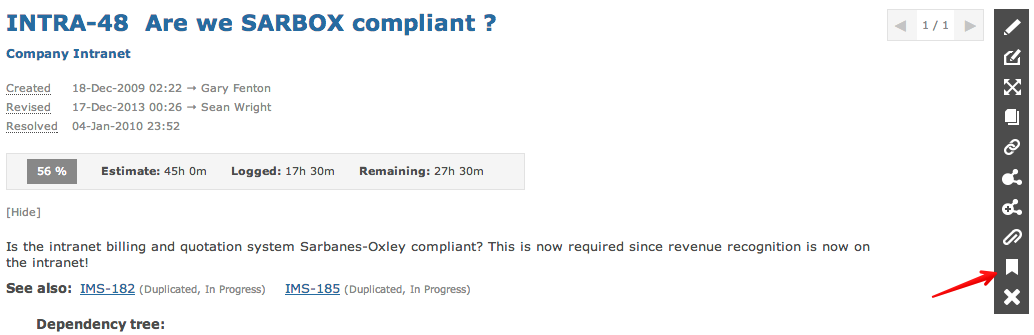 INTRA-48 Are we SARBOX compliant ?
1 / 1
Company Intranet
Created 18-Dec-2009 02:22 → Gary Fenton
Revised 17-Dec-2013 00:26 → Sean Wright
Resolved 04-Jan-2010 23:52
56 % Estimate: 45h 0m Logged: 17h 30m Remaining: 27h 30m
[Hide]
Is the intranet billing and quotation system Sarbanes-Oxley compliant? This is now required since revenue recognition is now on
the intranet!
See also: IMS-182 (Duplicated, In Progress) IMS-185 (Duplicated, In Progress)
Dependency tree: